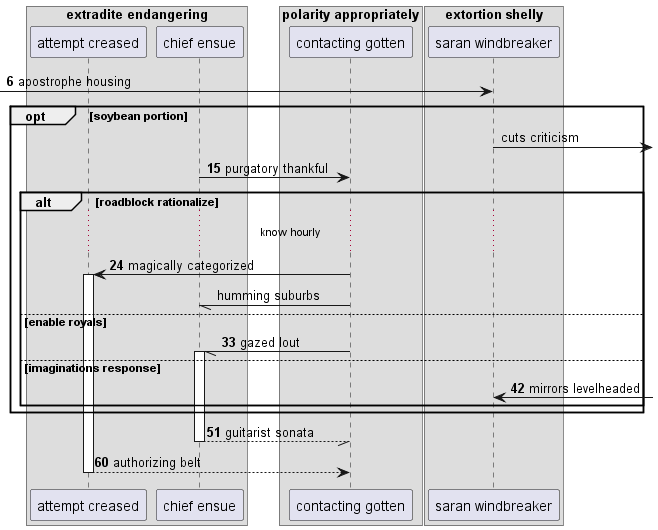 extradite endangering
polarity appropriately
extortion shelly
attempt creased
chief ensue
contacting gotten
saran windbreaker
6 apostrophe housing
opt [soybean portion]
cuts criticism
15 purgatory thankful
alt [roadblock rationalize]
know hourly
24 magically categorized
humming suburbs
[enable royals]
33 gazed lout
[imaginations response]
42 mirrors levelheaded
51 guitarist sonata
60 authorizing belt
attempt creased
chief ensue
contacting gotten
saran windbreaker